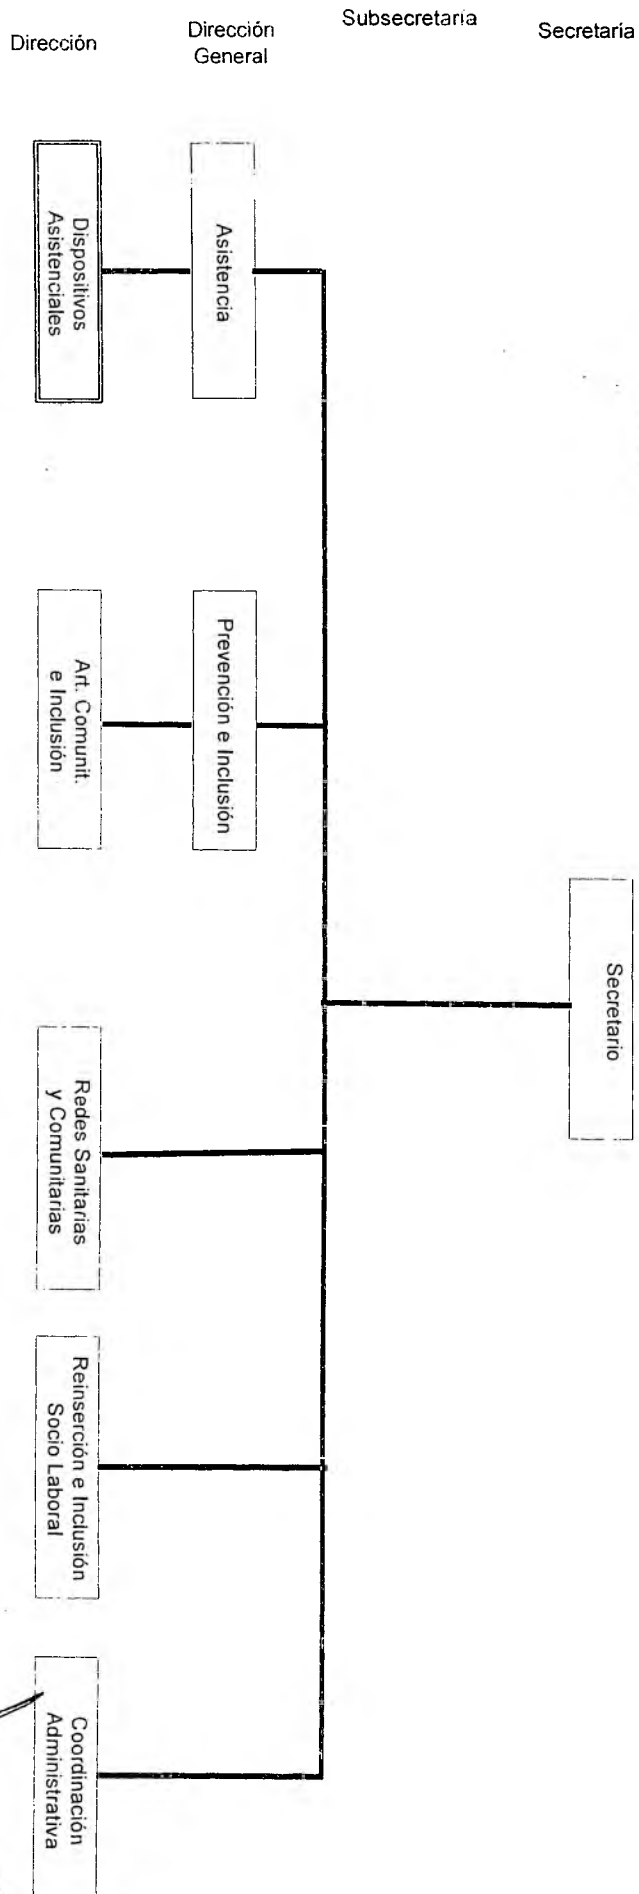 Dirección
Dirección
General
Subsecretaría
Secretaría
Secretario
Asistencia
Prevención e Inclusión
Dispositivos
Asistenciales
Art. Comunit.
e Inclusión
Redes Sanitarias
y Comunitarias
Reinserción e Inclusión
Socio Laboral
Coordinación
Administrativa